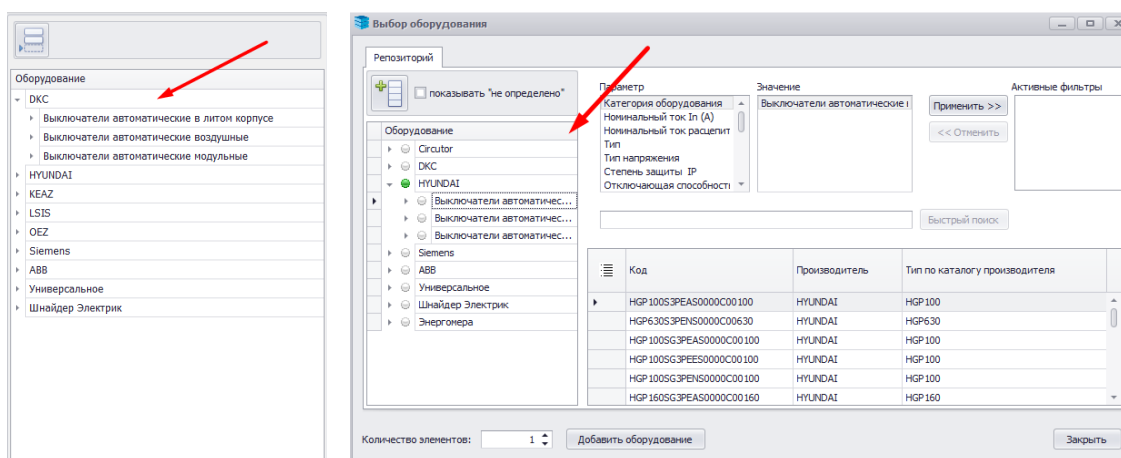 Оборудование
DKC
Выключатели автоматические в литом корпусе
Выключатели автоматические воздушные
Выключатели автоматические модульные
HYUNDAI
KEAZ
LSIS
OEZ
Siemens
ABB
Универсальное
Шнайдер Электрик
Выбор оборудования
Репозиторий
показывать "не определено"
Оборудование
Circutor
DKC
HYUNDAI
Выключатели автоматичес...
Выключатели автоматичес...
Выключатели автоматичес...
Siemens
ABB
Универсальное
Шнайдер Электрик
Энергомера
Параметр
Категория оборудования
Номинальный ток In (А)
Номинальный ток расцепит
Тип
Тип напряжения
Степень защиты IP
Отключающая способност
Значение
Выключатели автоматические
Применить >>
<< Отменить
Активные фильтры
Быстрый поиск
Код Производитель Тип по каталогу производителя
HGP100S3PEAS0000C00100 HYUNDAI HGP100
HGP630S3PENS0000C00630 HYUNDAI HGP630
HGP100SG3PEAS0000C00100 HYUNDAI HGP100
HGP100SG3PEES0000C00100 HYUNDAI HGP100
HGP100SG3PENS0000C00100 HYUNDAI HGP100
HGP160SG3PEAS0000C00160 HYUNDAI HGP160
Количество элементов: 1 Добавить оборудование Закрыть